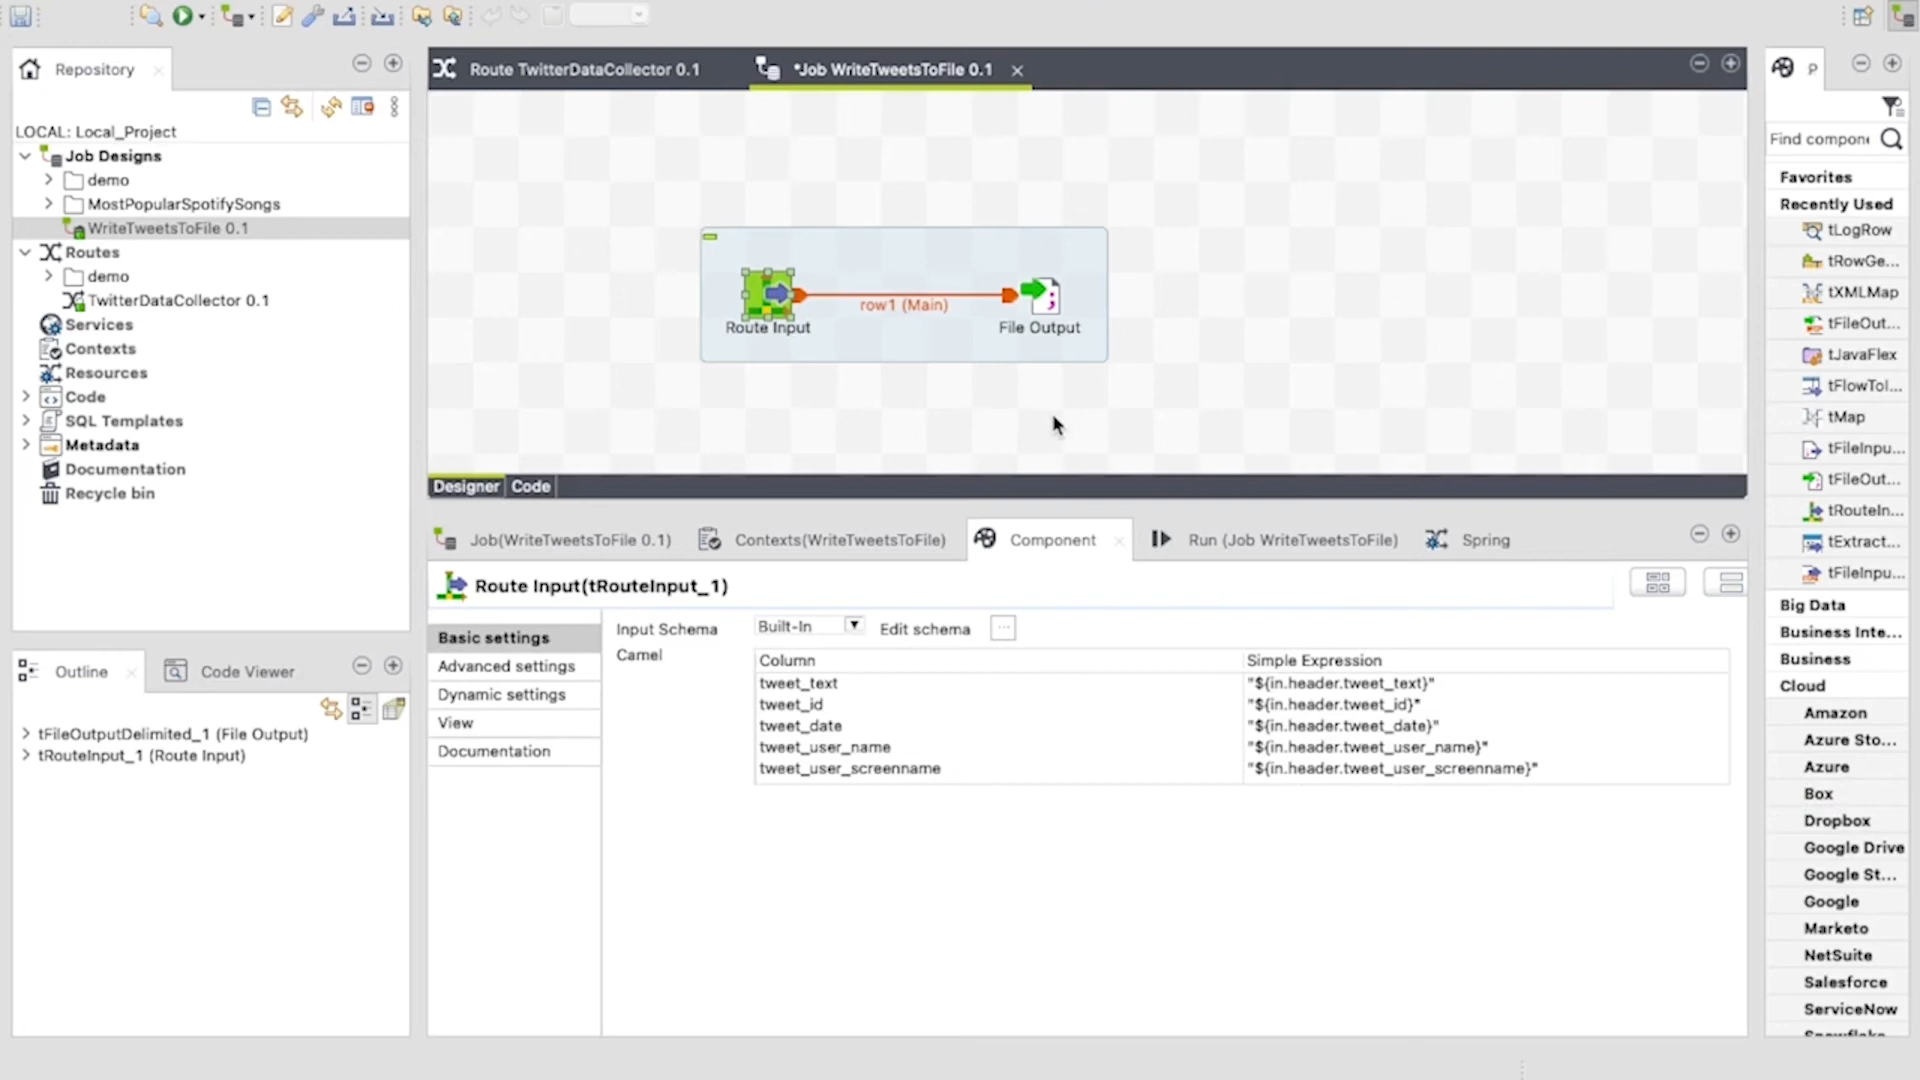 Repository
LOCAL: Local_Project
Job Designs
demo
MostPopularSpotifySongs
WriteTweetsToFile 0.1
Routes
demo
TwitterDataCollector 0.1
Services
Contexts
Resources
Code
SQL Templates
Metadata
Documentation
Recycle bin
Outline
Code Viewer
tFileOutputDelimited_1 (File Output)
tRouteInput_1 (Route Input)
Route TwitterDataCollector 0.1
*Job WriteTweetsToFile 0.1
row1 (Main)
Route Input
File Output
Designer
Code
Job(WriteTweetsToFile 0.1)
Contexts(WriteTweetsToFile)
Component
Run (Job WriteTweetsToFile)
Spring
Route Input(tRouteInput_1)
Basic settings
Advanced settings
Dynamic settings
View
Documentation
Input Schema
Built-In
Edit schema
...
Camel
Column
Simple Expression
tweet_text
"${in.header.tweet_text}"
tweet_id
"${in.header.tweet_id}"
tweet_date
"${in.header.tweet_date}"
tweet_user_name
"${in.header.tweet_user_name}"
tweet_user_screenname
"${in.header.tweet_user_screenname}"
P
Find compon
Favorites
Recently Used
tLogRow
tRowGe...
tXMLMap
tFileOut...
tJavaFlex
tFlowToI...
tMap
tFileInpu...
tFileOut...
tRouteIn...
tExtract...
tFileInpu...
Big Data
Business Inte...
Business
Cloud
Amazon
Azure Sto...
Azure
Box
Dropbox
Google Drive
Google St...
Google
Marketo
NetSuite
Salesforce
ServiceNow